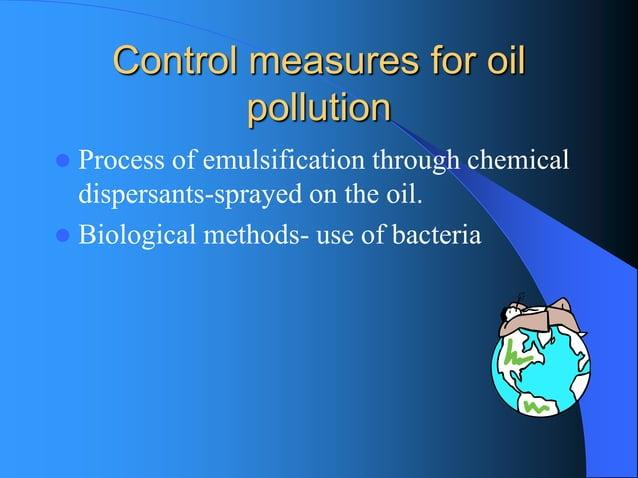 Control measures for oil
pollution
Process of emulsification through chemical
dispersants-sprayed on the oil.
Biological methods- use of bacteria